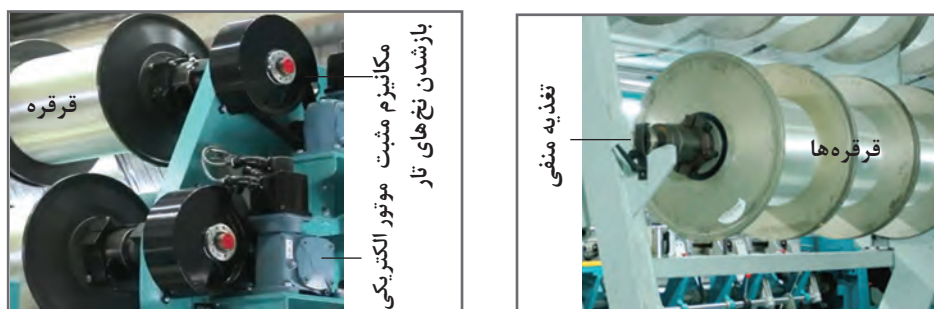 قرقره‌ها
تغذیه منفی
مکانیزم مثبت
بازشدن نخ‌های تار
موتور الکتریکی
قرقره